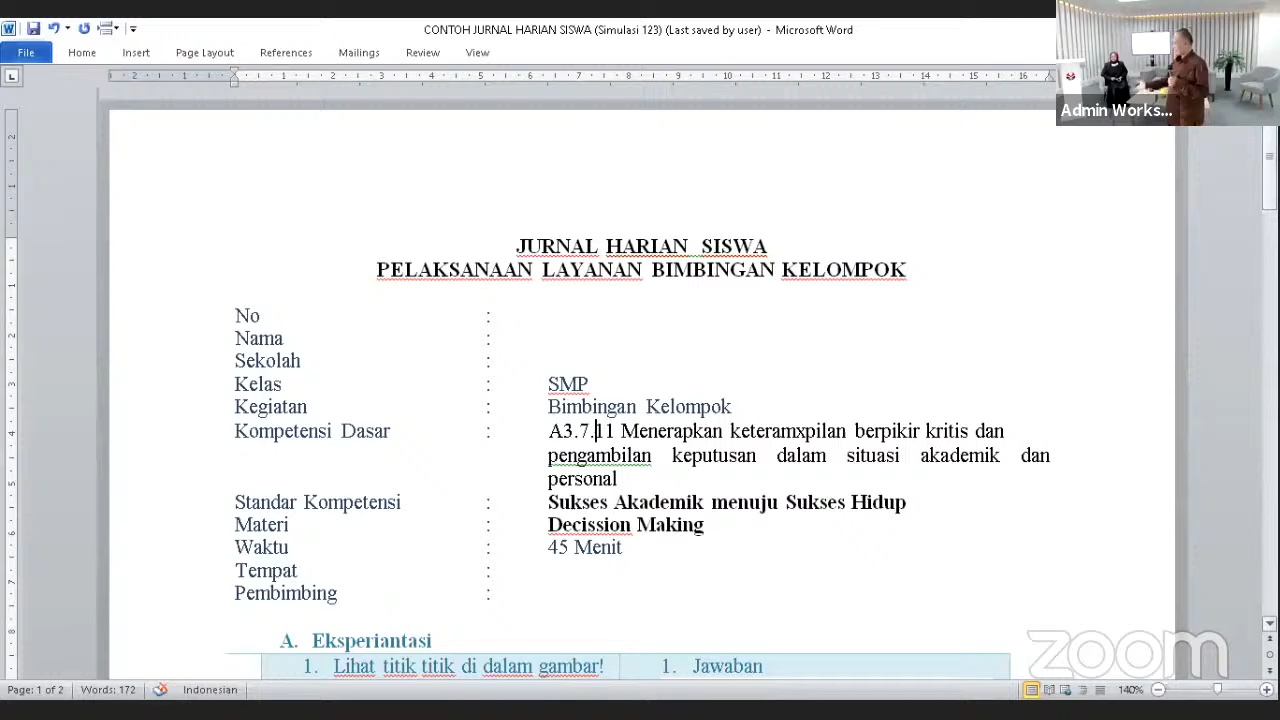 CONTOH JURNAL HARIAN SISWA (Simulasi 123) (Last saved by user) - Microsoft Word
File Home Insert Page Layout References Mailings Review View
Admin Works...
JURNAL HARIAN SISWA
PELAKSANAAN LAYANAN BIMBINGAN KELOMPOK
No :
Nama :
Sekolah :
Kelas : SMP
Kegiatan : Bimbingan Kelompok
Kompetensi Dasar : A3.7.11 Menerapkan keteramxpilan berpikir kritis dan
pengambilan keputusan dalam situasi akademik dan
personal
Standar Kompetensi : Sukses Akademik menuju Sukses Hidup
Materi : Decission Making
Waktu : 45 Menit
Tempat :
Pembimbing :
A. Eksperiantasi
1. Lihat titik titik di dalam gambar! 1. Jawaban
zoom
Page: 1 of 2 Words: 172 Indonesian 140%